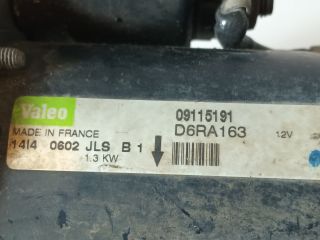 Valeo
09115191
MADE IN FRANCE
D6RA163
12V
1414 0602 JLS B 1
1.3 KW